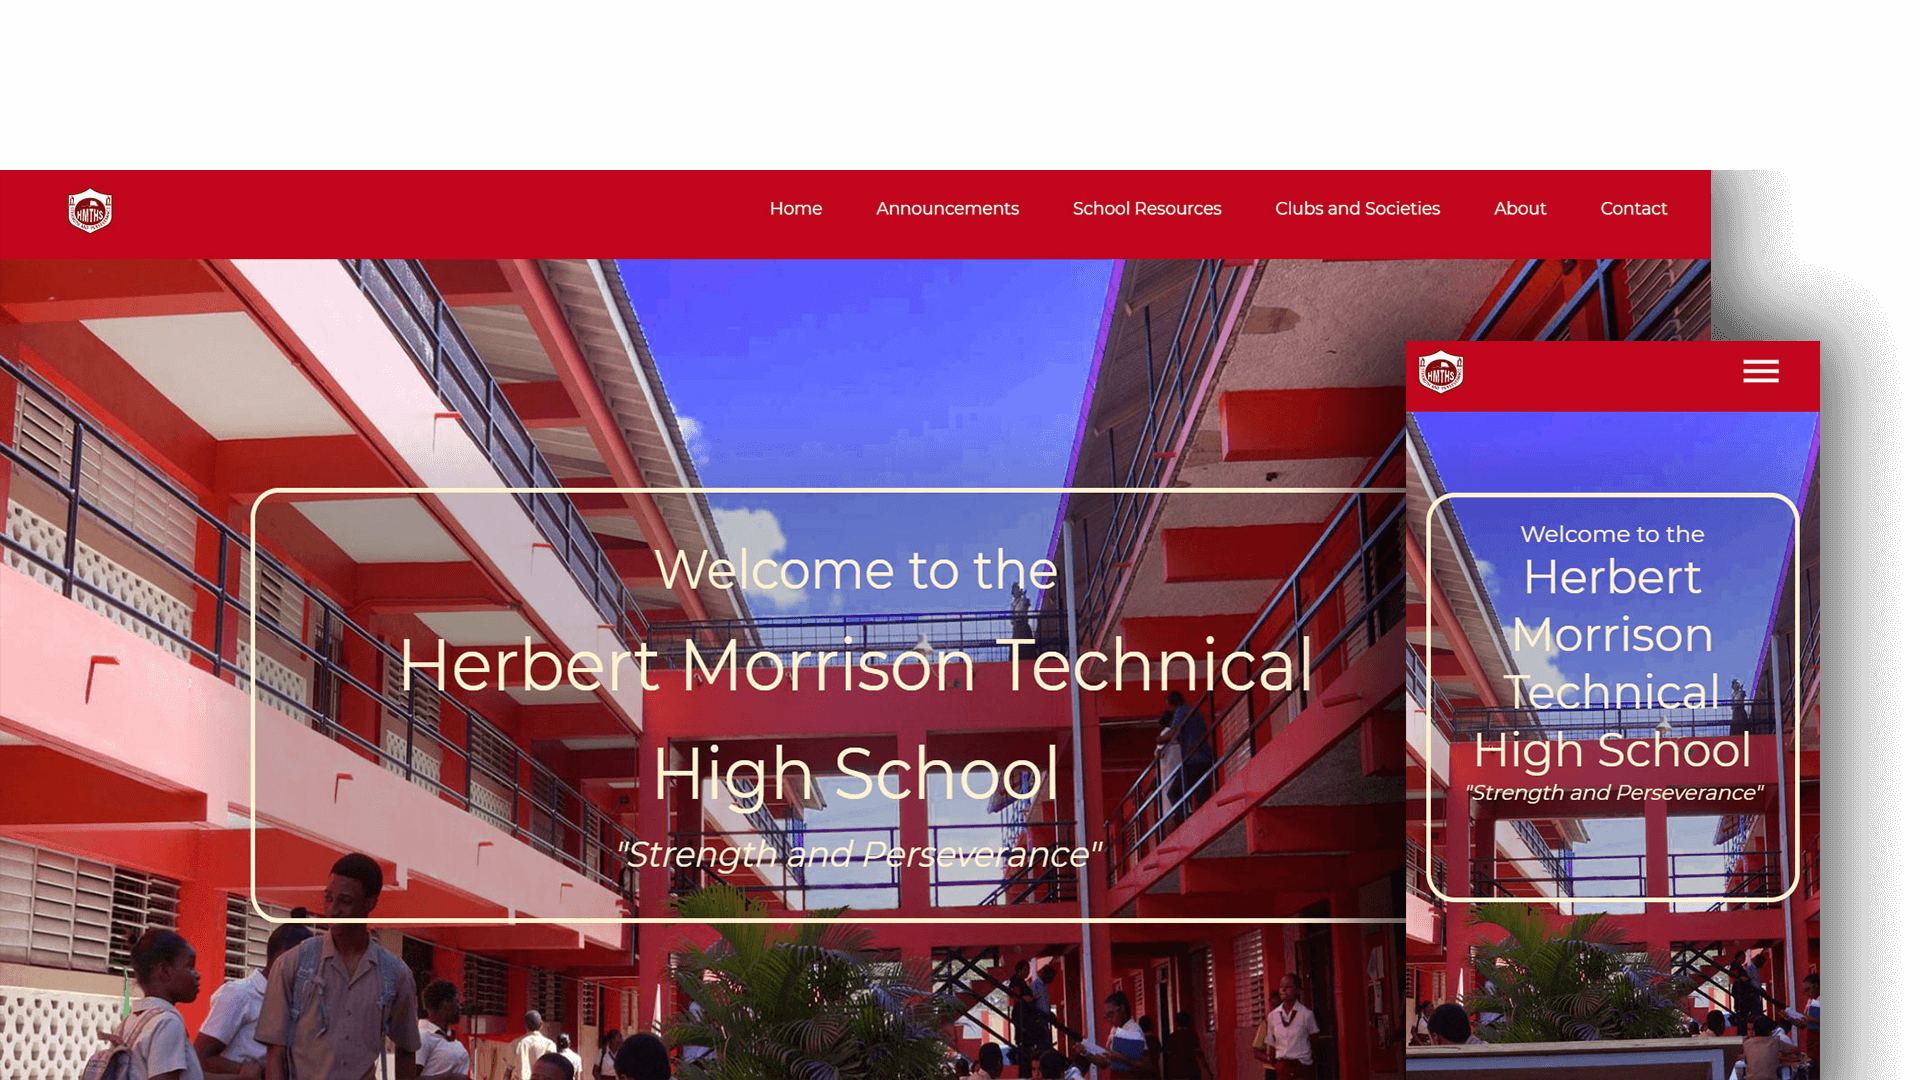 HMTHS
Home Announcements School Resources Clubs and Societies About Contact
Welcome to the
Herbert Morrison Technical
High School
"Strength and Perseverance"
HMTHS
Welcome to the
Herbert
Morrison
Technical
High School
"Strength and Perseverance"